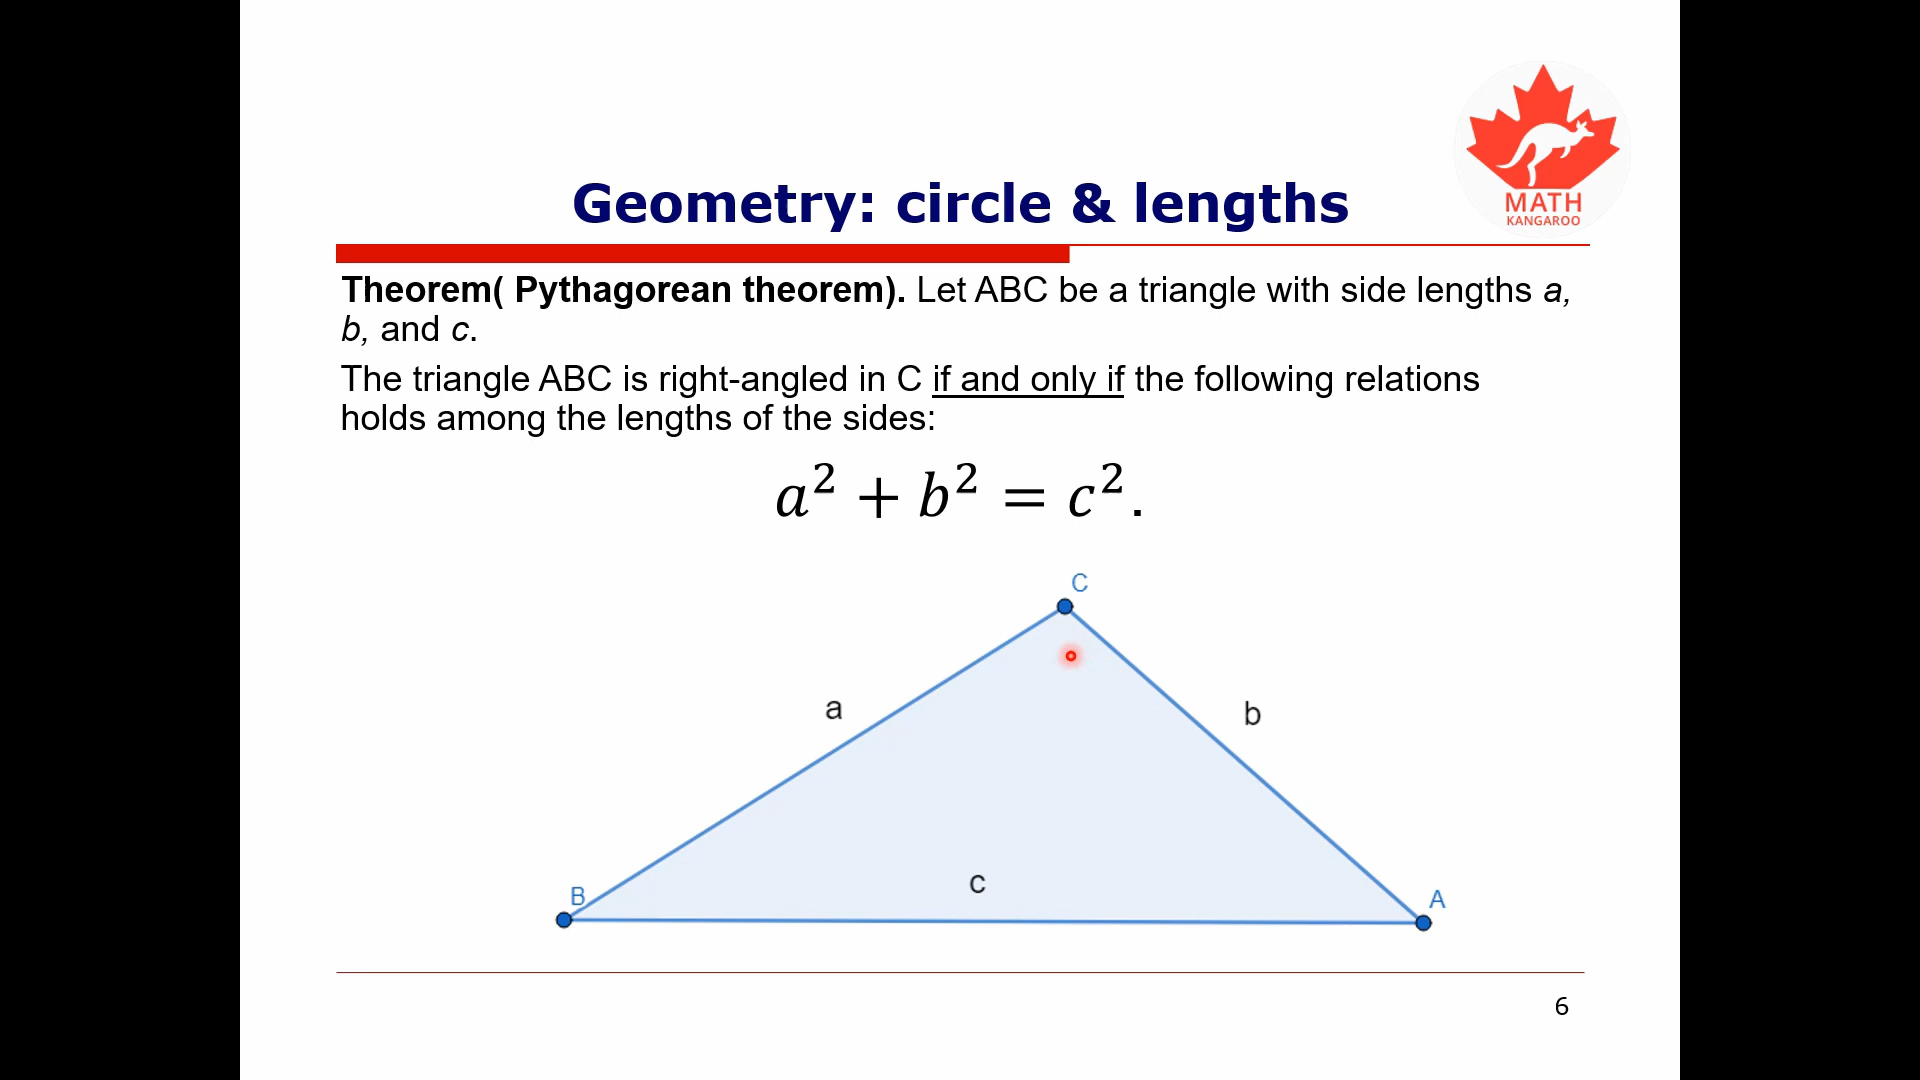 MATH
KANGAROO
Geometry: circle & lengths
Theorem( Pythagorean theorem). Let ABC be a triangle with side lengths a,
b, and c.
The triangle ABC is right-angled in C if and only if the following relations
holds among the lengths of the sides:
a² + b² = c².
C
a
b
c
B
A
6